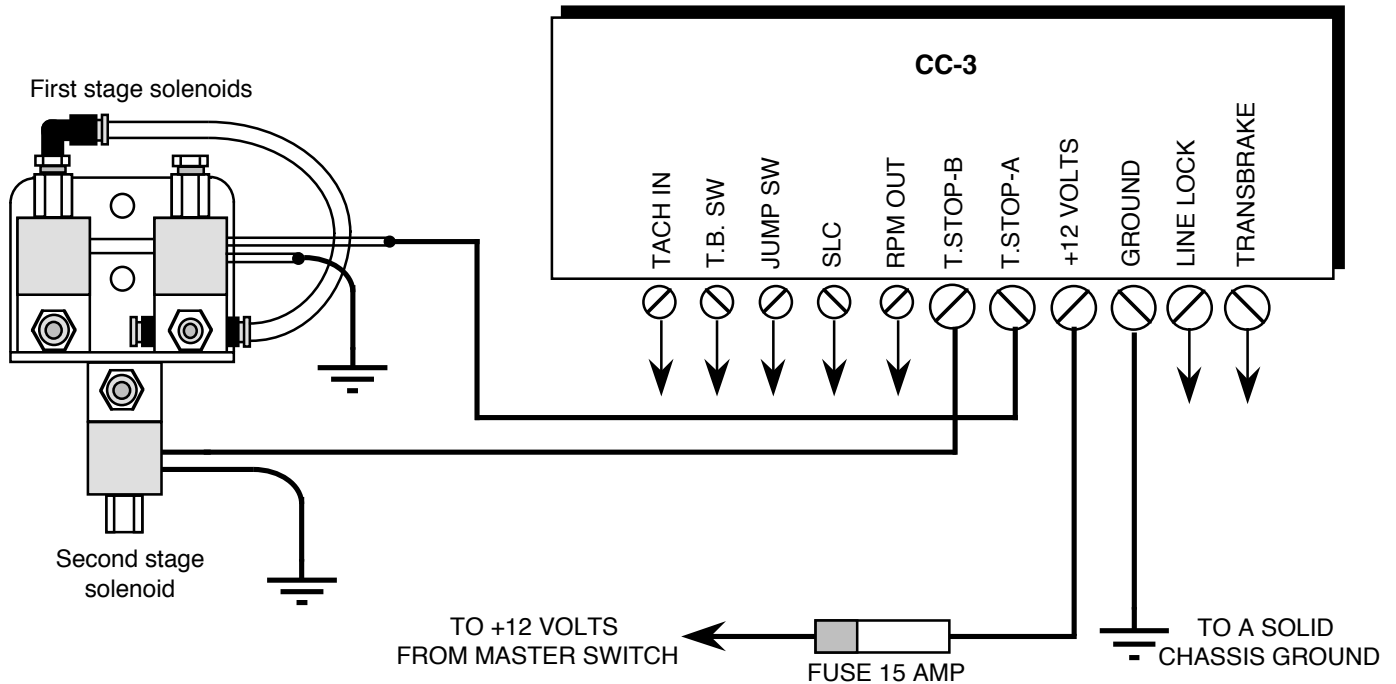 CC-3
First stage solenoids
TACH IN
T.B. SW
JUMP SW
SLC
RPM OUT
T.STOP-B
T.STOP-A
+12 VOLTS
GROUND
LINE LOCK
TRANSBRAKE
Second stage
solenoid
TO +12 VOLTS
FROM MASTER SWITCH
FUSE 15 AMP
TO A SOLID
CHASSIS GROUND